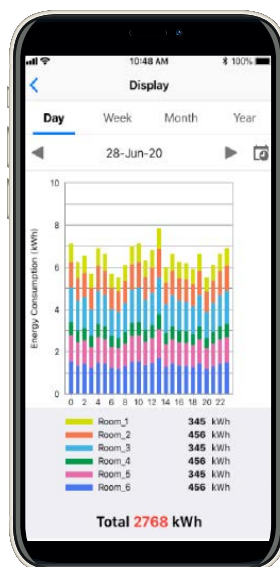 10:48 AM 100%
Display
Day Week Month Year
28-Jun-20
Energy Consumption (kWh)
10
8
6
4
2
0
0 2 4 6 8 10 12 14 16 18 20 22
Room_1 345 kWh
Room_2 456 kWh
Room_3 345 kWh
Room_4 456 kWh
Room_5 345 kWh
Room_6 456 kWh
Total 2768 kWh